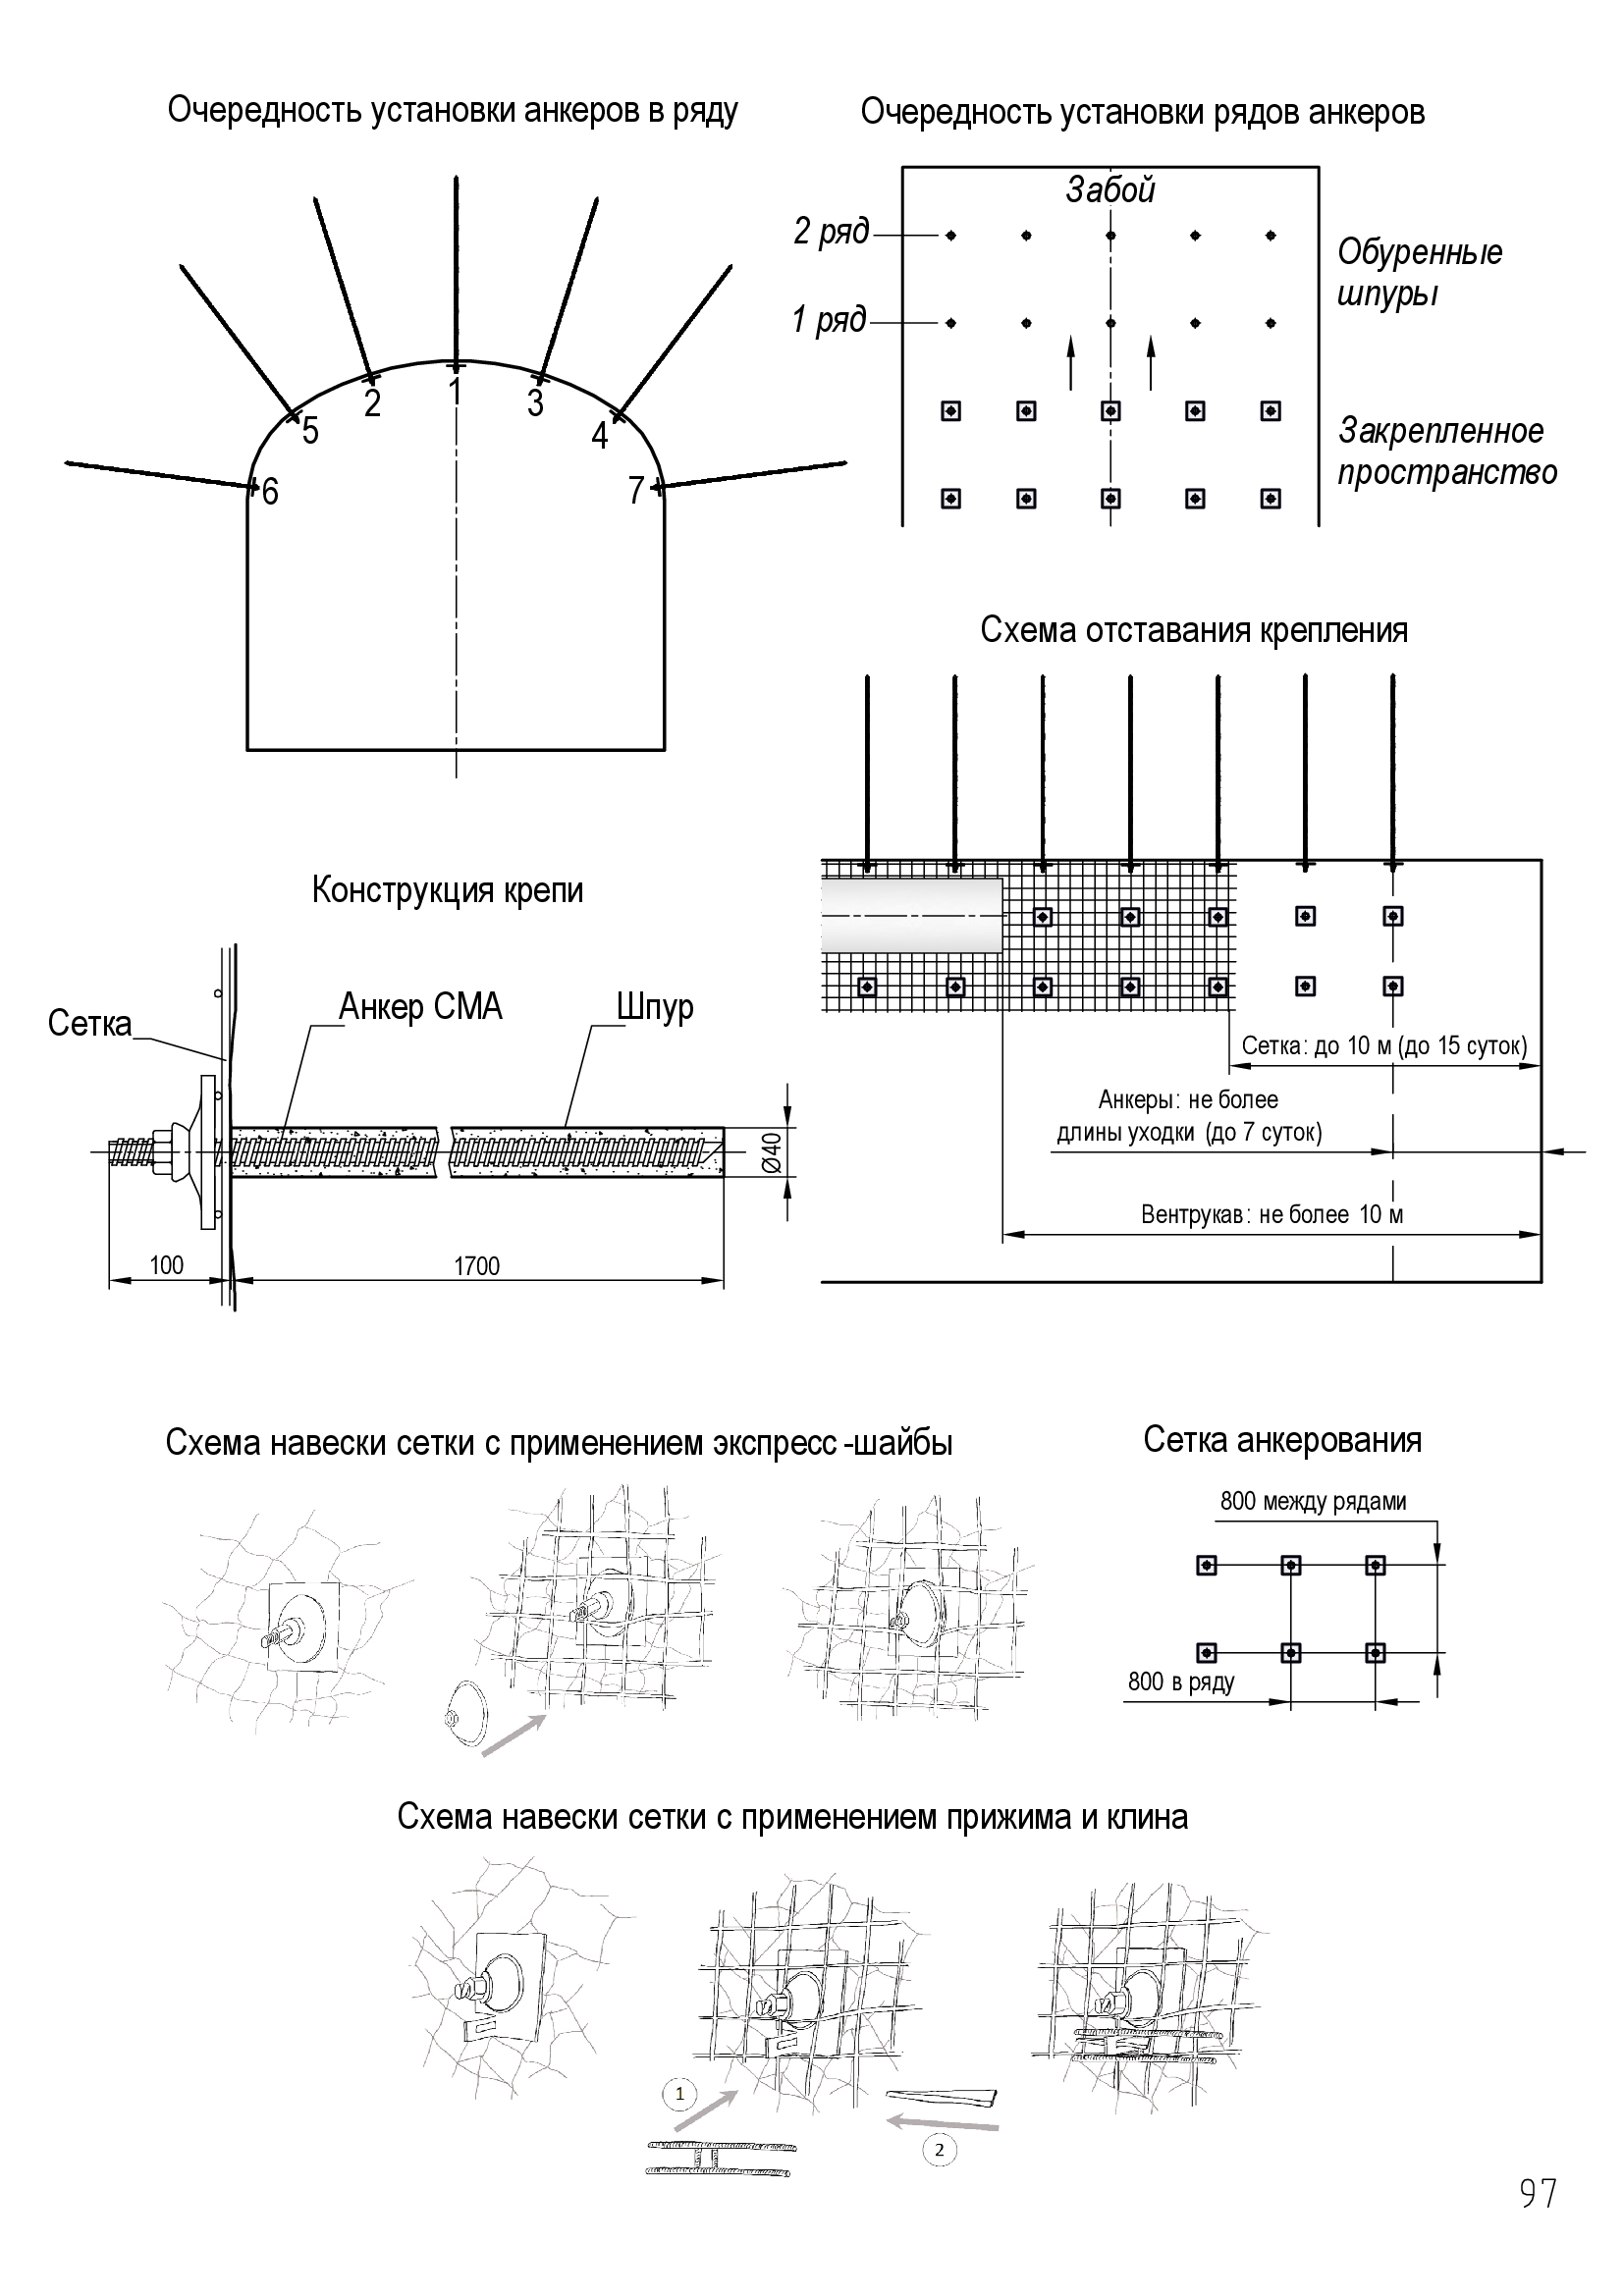 Очередность установки анкеров в ряду
1
2
3
5
4
6
7
Очередность установки рядов анкеров
Забой
2 ряд
1 ряд
Обуренные
шпуры
Закрепленное
пространство
Схема отставания крепления
Сетка: до 10 м (до 15 суток)
Анкеры: не более
длины уходки (до 7 суток)
Вентрукав: не более 10 м
Конструкция крепи
Сетка
Анкер СМА
Шпур
Ø40
100
1700
Схема навески сетки с применением экспресс-шайбы
Сетка анкерования
800 между рядами
800 в ряду
Схема навески сетки с применением прижима и клина
1
2
97